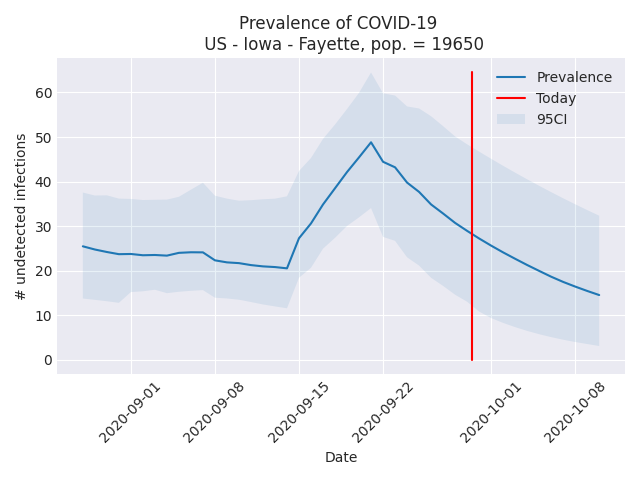 Prevalence of COVID-19
US - Iowa - Fayette, pop. = 19650
Prevalence
Today
95CI
# undetected infections
60
50
40
30
20
10
0
2020-09-01
2020-09-08
2020-09-15
2020-09-22
2020-10-01
2020-10-08
Date